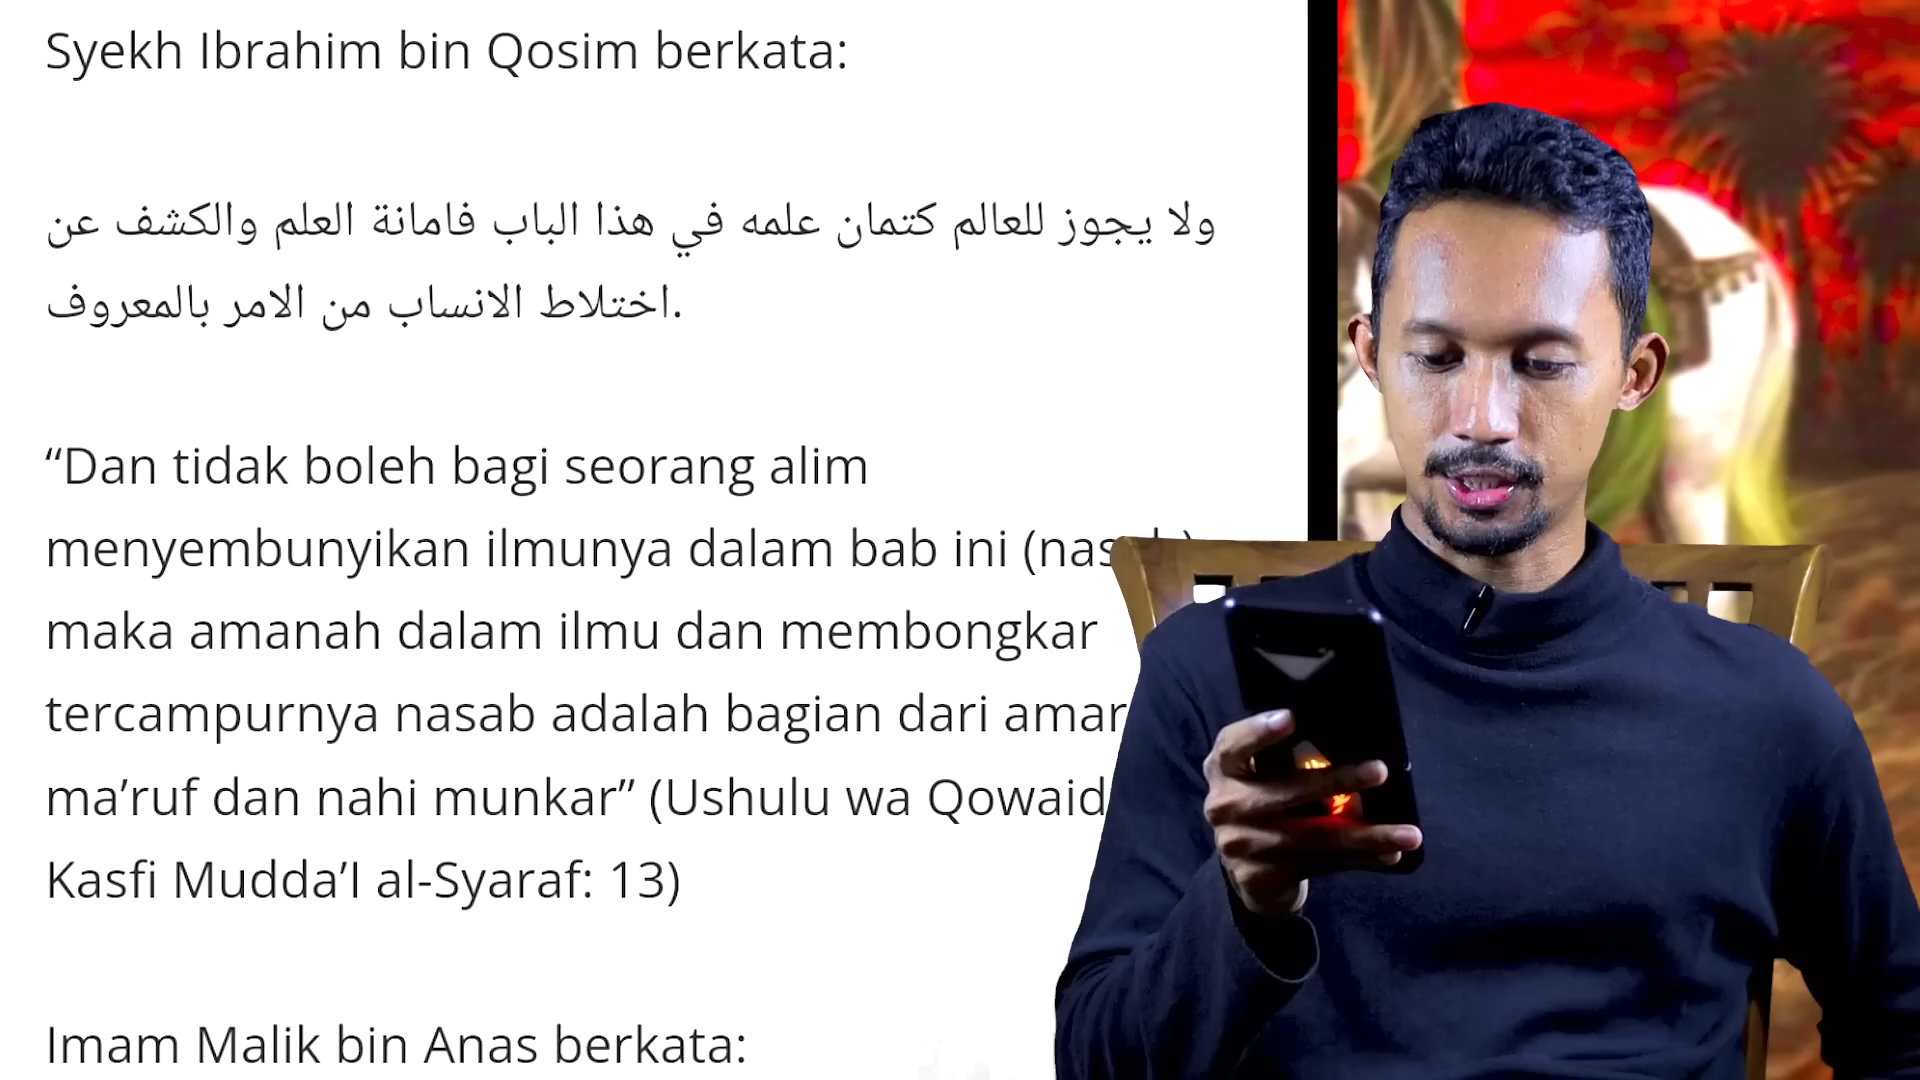 Syekh Ibrahim bin Qosim berkata:
ولا يجوز للعالم كتمان علمه في هذا الباب فامانة العلم والكشف عن
اختلاط الانساب من الامر بالمعروف.
“Dan tidak boleh bagi seorang alim
menyembunyikan ilmunya dalam bab ini
maka amanah dalam ilmu dan membongkar
tercampurnya nasab adalah bagian dari amar
ma’ruf dan nahi munkar” (Ushulu wa Qowaid
Kasfi Mudda’I al-Syaraf: 13)
Imam Malik bin Anas berkata: